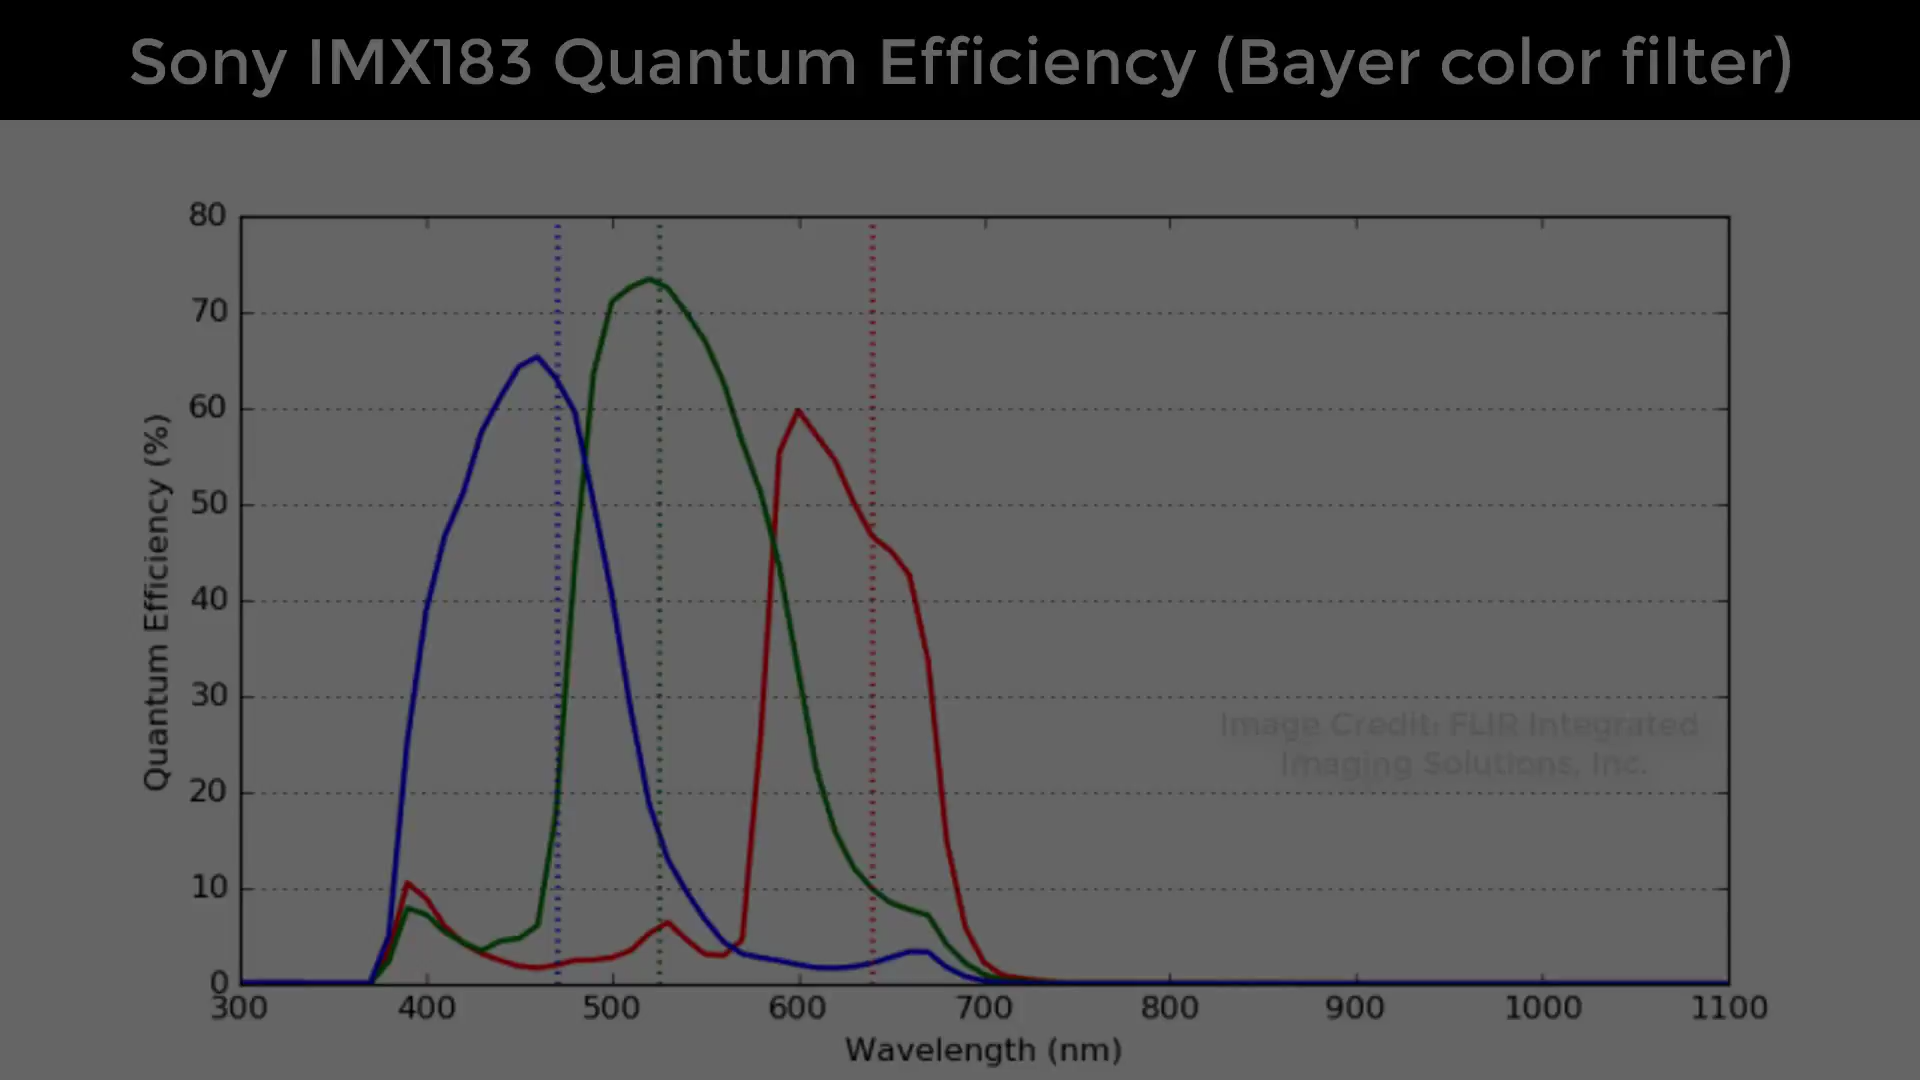 Sony IMX183 Quantum Efficiency (Bayer color filter)
80
70
60
50
40
30
20
10
0
Quantum Efficiency (%)
Image Credit: FLIR Integrated
Imaging Solutions, Inc.
300 400 500 600 700 800 900 1000 1100
Wavelength (nm)